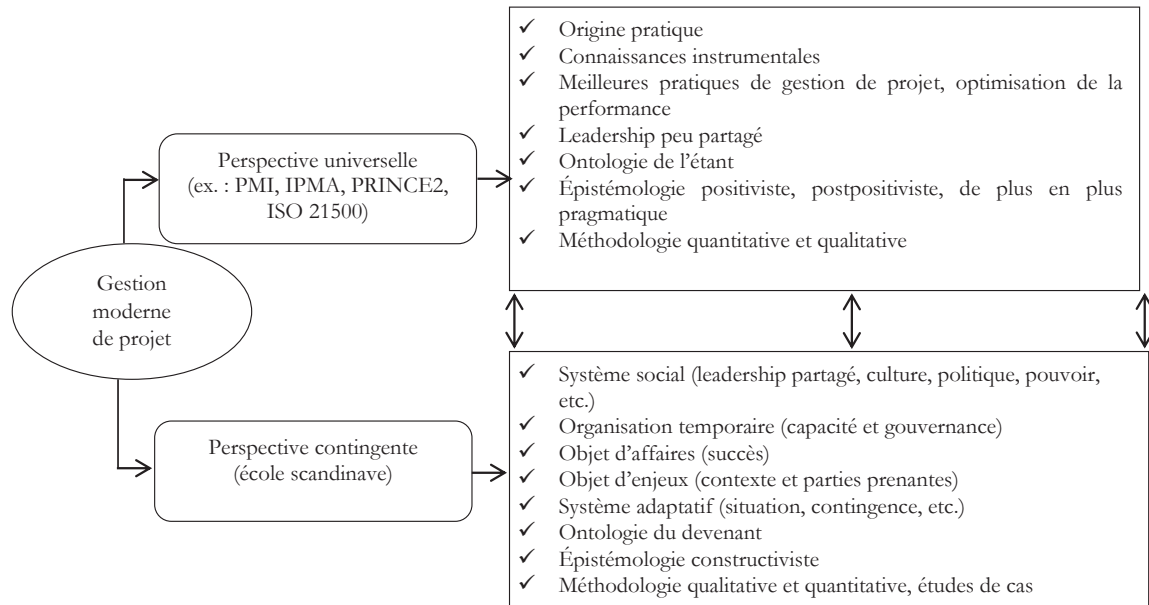 Gestion
moderne
de projet
Perspective universelle
(ex. : PMI, IPMA, PRINCE2,
ISO 21500)
✓ Origine pratique
✓ Connaissances instrumentales
✓ Meilleures pratiques de gestion de projet, optimisation de la
performance
✓ Leadership peu partagé
✓ Ontologie de l’étant
✓ Épistémologie positiviste, postpositiviste, de plus en plus
pragmatique
✓ Méthodologie quantitative et qualitative
Perspective contingente
(école scandinave)
✓ Système social (leadership partagé, culture, politique, pouvoir,
etc.)
✓ Organisation temporaire (capacité et gouvernance)
✓ Objet d’affaires (succès)
✓ Objet d’enjeux (contexte et parties prenantes)
✓ Système adaptatif (situation, contingence, etc.)
✓ Ontologie du devenant
✓ Épistémologie constructiviste
✓ Méthodologie qualitative et quantitative, études de cas